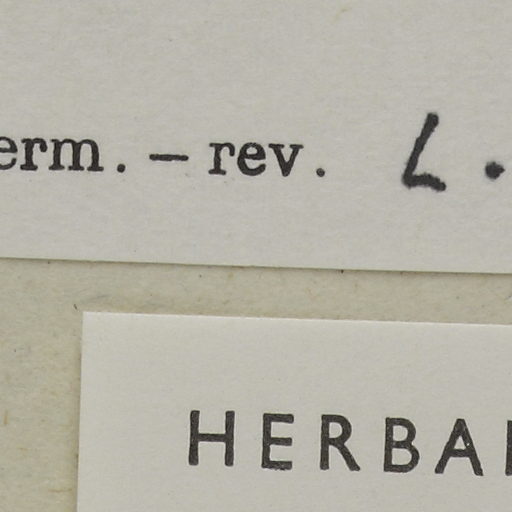 erm. – rev. L.
HERBA